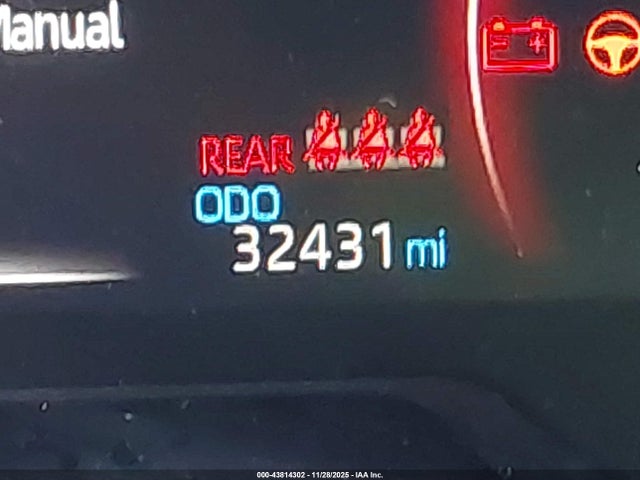 Manual
REAR
ODO
32431 mi
000-43814302 - 11/28/2025 - IAA Inc.